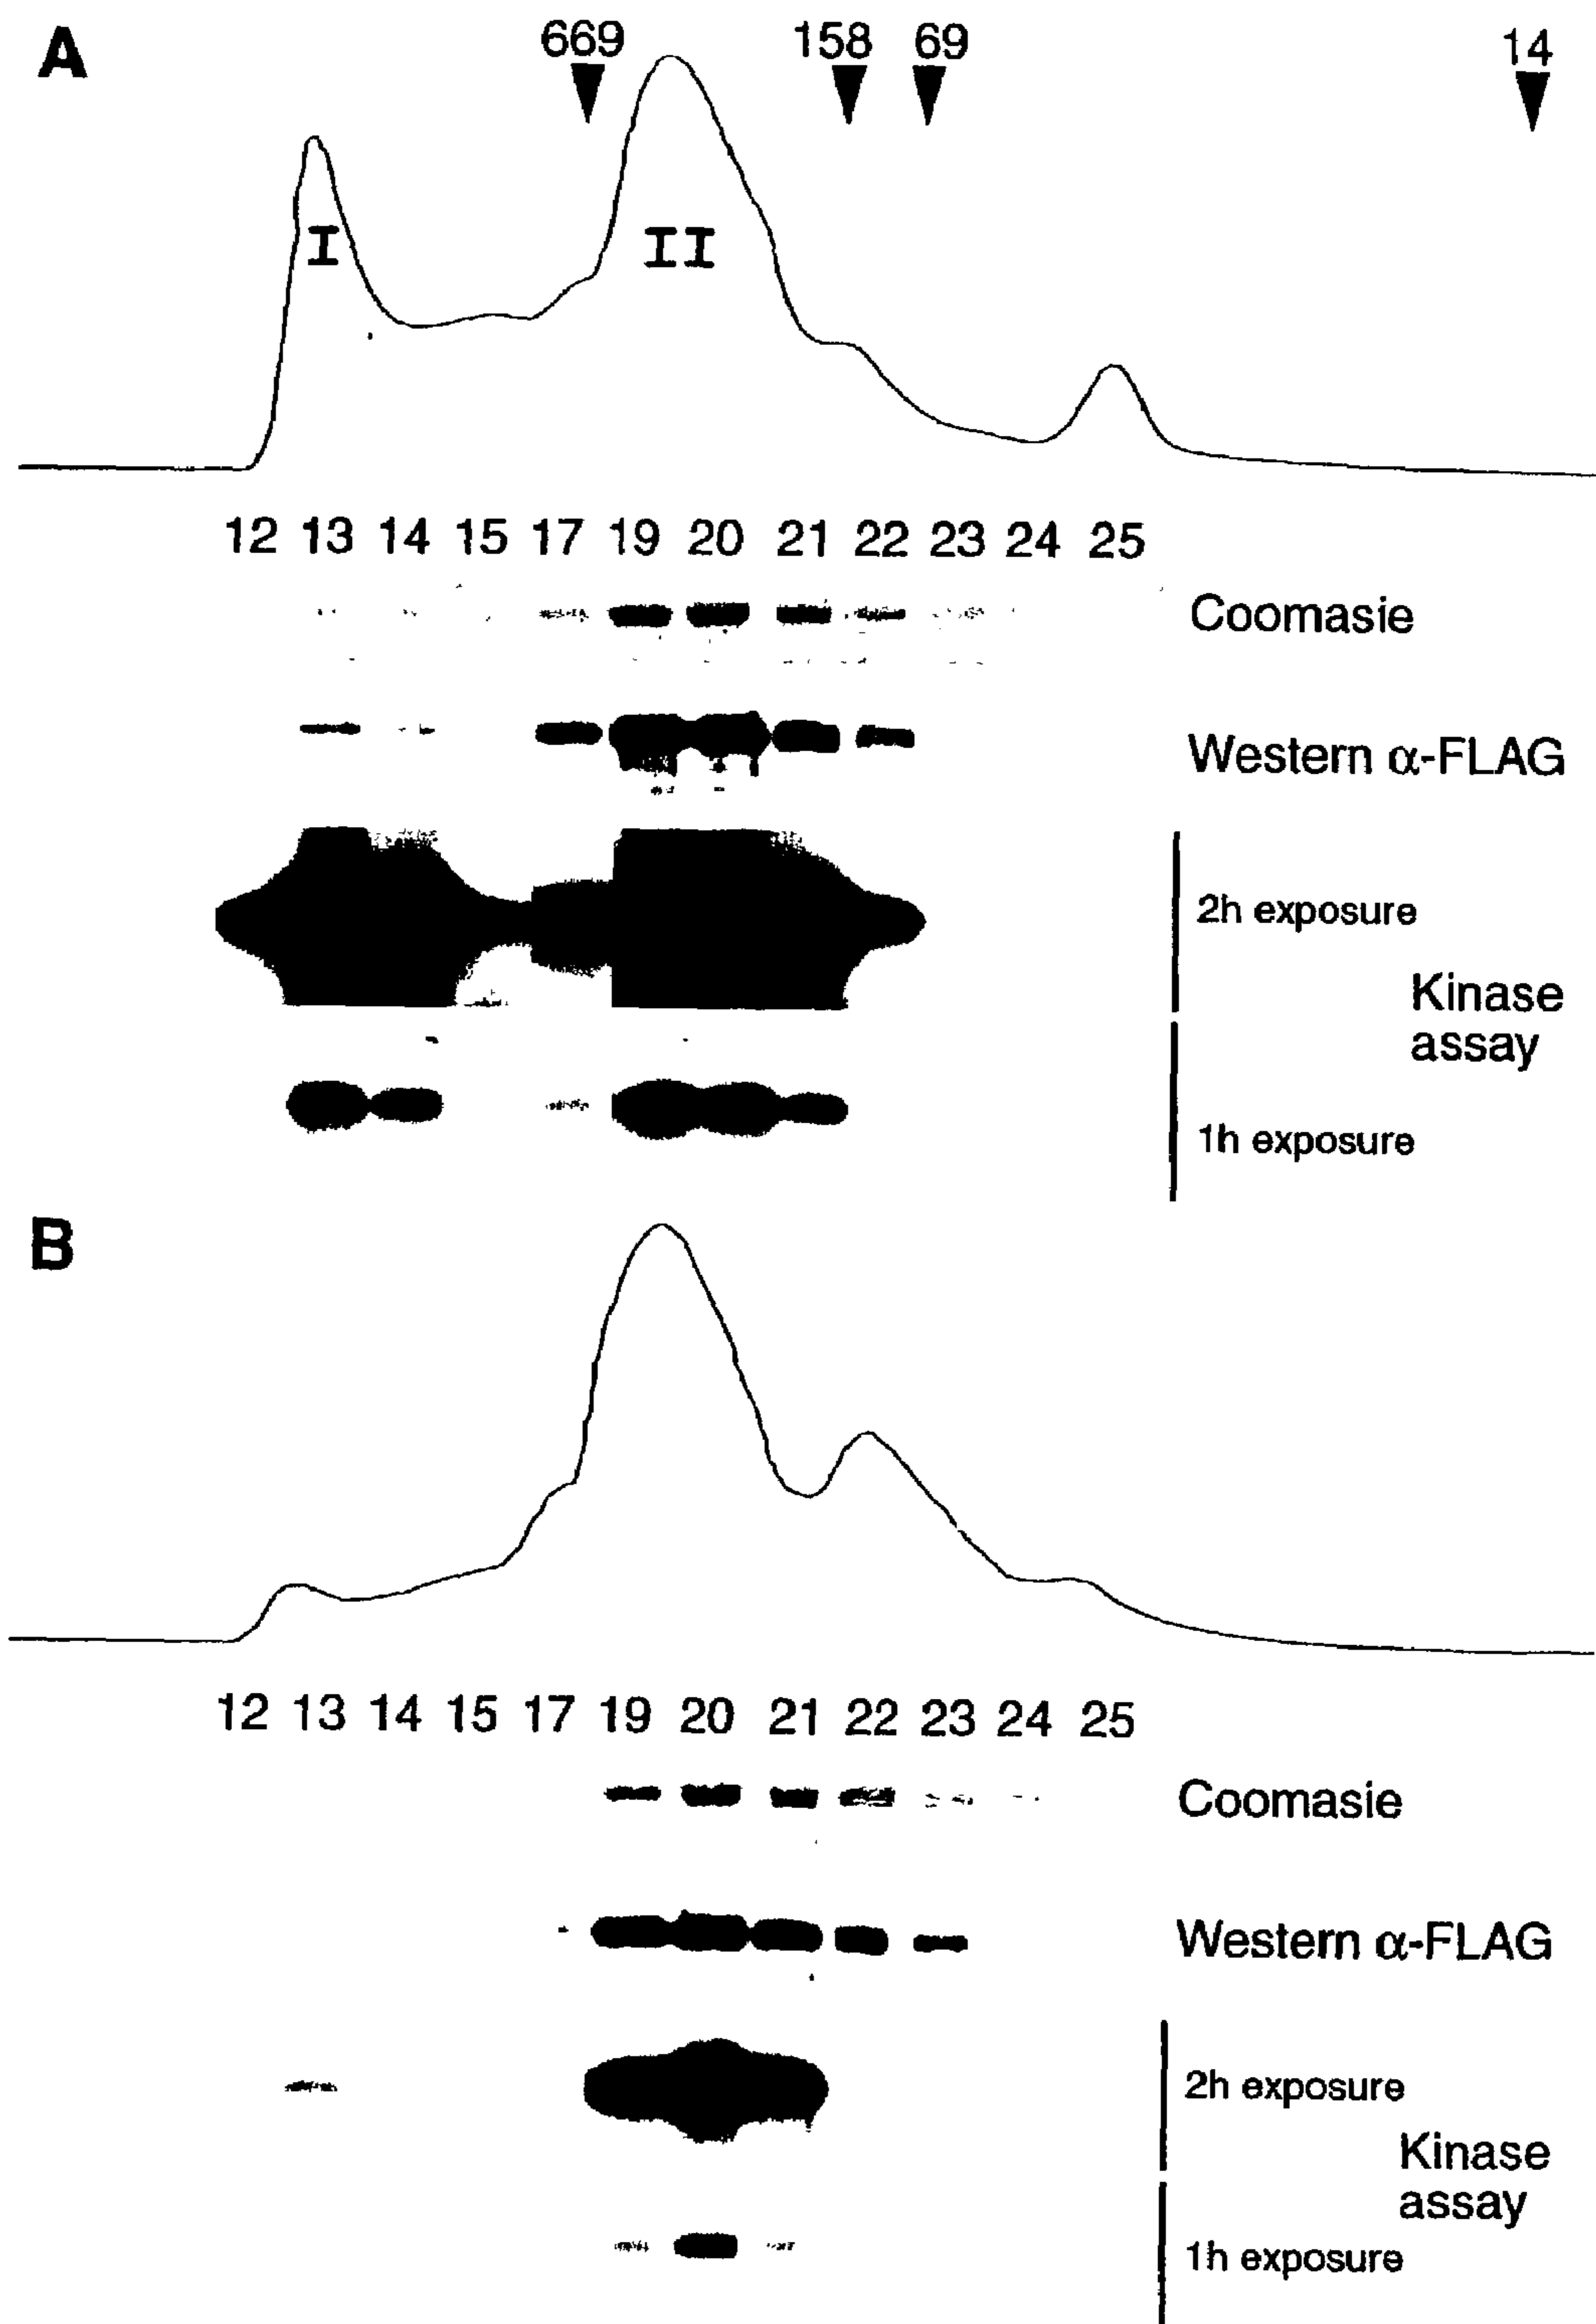 A
669 158 69 14
I II
12 13 14 15 17 19 20 21 22 23 24 25
Coomasie
Western α-FLAG
2h exposure
Kinase
assay
1h exposure
B
12 13 14 15 17 19 20 21 22 23 24 25
Coomasie
Western α-FLAG
2h exposure
Kinase
assay
1h exposure